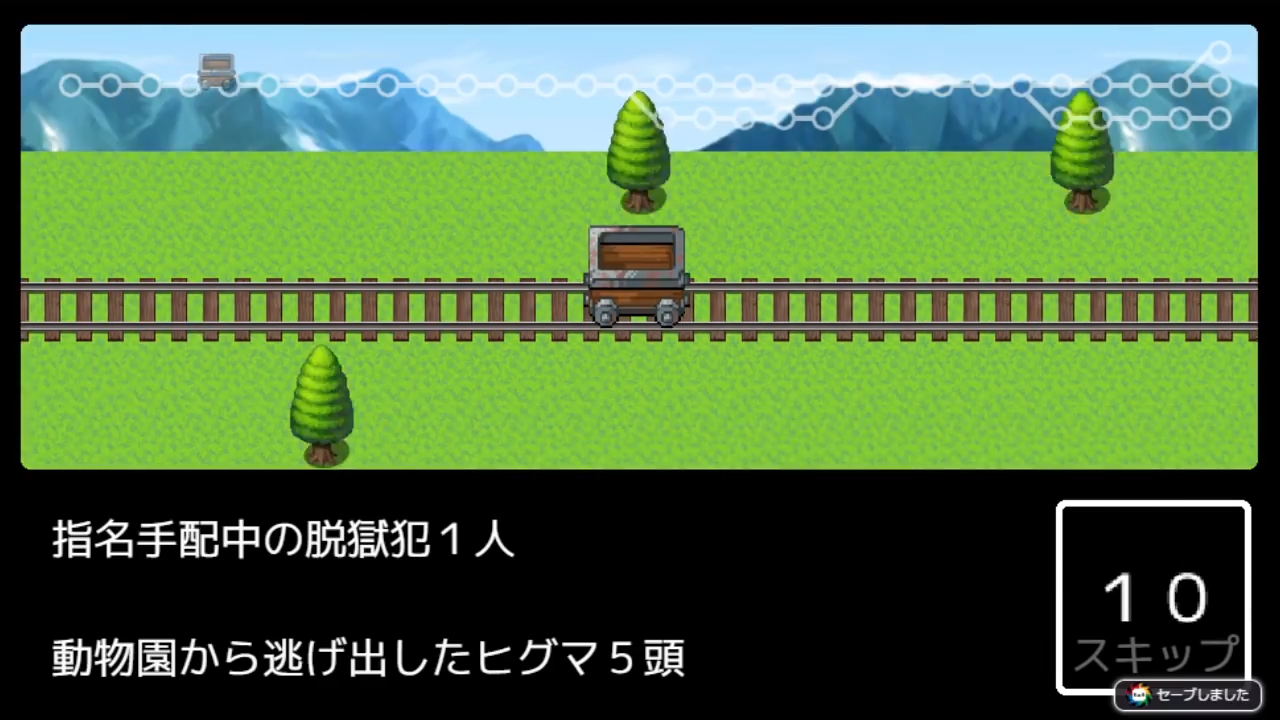 指名手配中の脱獄犯１人
動物園から逃げ出したヒグマ５頭
１０
スキップ
セーブしました